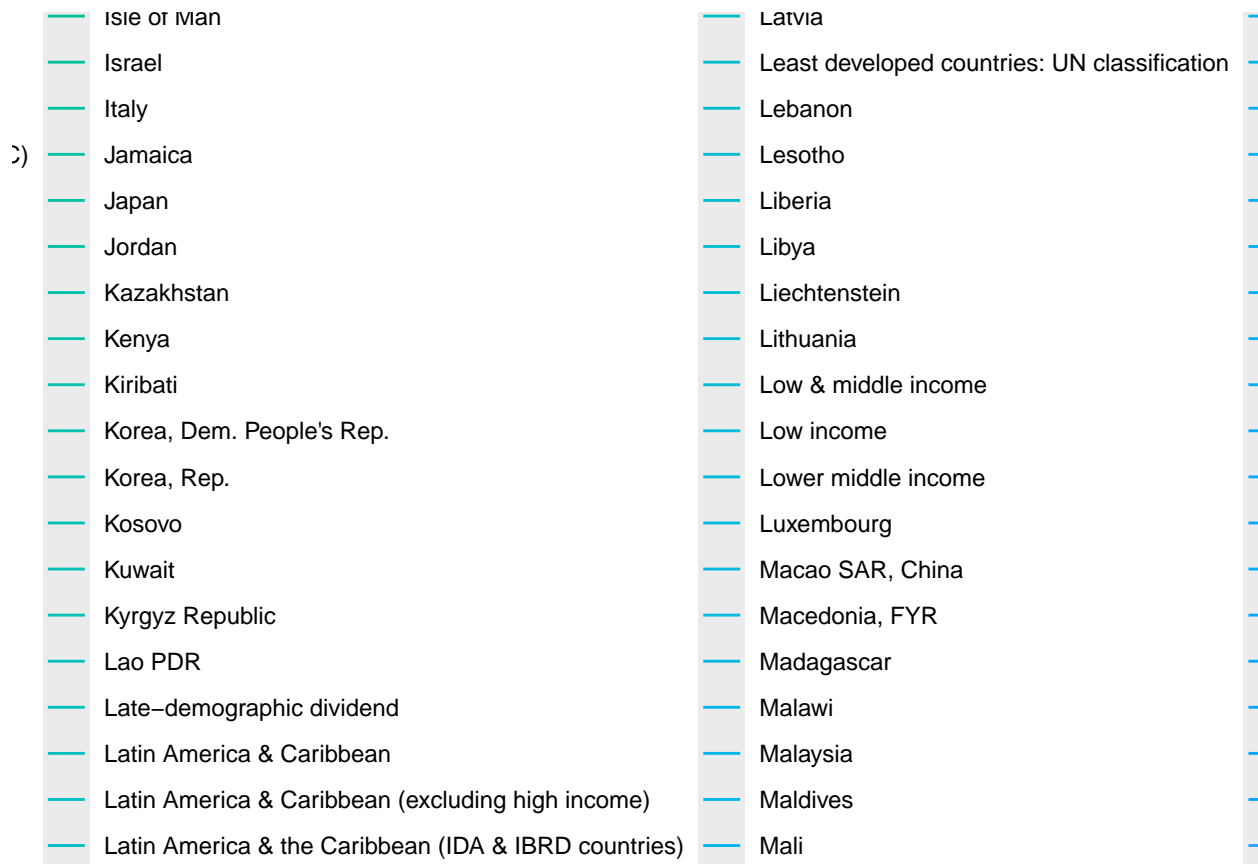 Isle of Man
Israel
Italy
Jamaica
Japan
Jordan
Kazakhstan
Kenya
Kiribati
Korea, Dem. People's Rep.
Korea, Rep.
Kosovo
Kuwait
Kyrgyz Republic
Lao PDR
Late−demographic dividend
Latin America & Caribbean
Latin America & Caribbean (excluding high income)
Latin America & the Caribbean (IDA & IBRD countries)
Latvia
Least developed countries: UN classification
Lebanon
Lesotho
Liberia
Libya
Liechtenstein
Lithuania
Low & middle income
Low income
Lower middle income
Luxembourg
Macao SAR, China
Macedonia, FYR
Madagascar
Malawi
Malaysia
Maldives
Mali